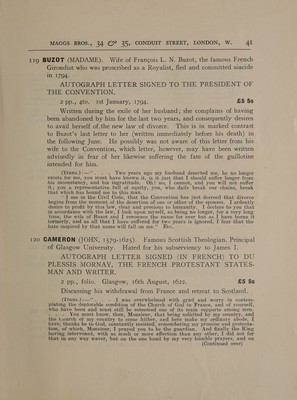 MAGGS BROS., 34 & 35, CONDUIT STREET, LONDON, W. 41
119 BUZOT (MADAME). Wife of François L. N. Buzot, the famous French
Girondist who was proscribed as a Royalist, fled and committed suicide
in 1794.
AUTOGRAPH LETTER SIGNED TO THE PRESIDENT OF
THE CONVENTION.
2 pp., 4to. 1st January, 1794. £5 5s
Written during the exile of her husband; she complains of having
been abandoned by him for the last two years, and consequently desires
to avail herself of the new law of divorce. This is in marked contrast
to Buzot's last letter to her (written immediately before his death) in
the following June. He possibly was not aware of this letter from his
wife to the Convention, which letter, however, may have been written
advisedly in fear of her likewise suffering the fate of the guillotine
intended for him.
(Trans.):—". . . Two years ago my husband deserted me, he no longer
exists for me, you must have known it, is it just that I should suffer longer from
his inconstancy, and his ingratitude. Oh! no, I cannot, and you will not suffer
it; you a representative full of equity, you, who daily break our chains, break
that which has bound me to this man.
" I see in the Civil Code, that the Convention has just decreed that divorce
begins from the moment of the desertion of one or other of the spouses. I ardently
desire to profit by the law, dear and precious to humanity. I therefore declare that
in accordance with the law, I look upon myself, as being no longer, for a very long
time, the wife of Buzot and I renounce the name for ever but as I have borne it
formerly, and as all that I have suffered for five years is ignored, I fear that the
hate inspired by that name will fall on me." Etc.
120 CAMERON (JOHN, 1579-1625). Famous Scottish Theologian. Principal
of Glasgow University. Hated for his subserviency to James I.
AUTOGRAPH LETTER SIGNED (IN FRENCH) TO DU
PLESSIS MORNAY, THE FRENCH PROTESTANT STATES-
MAN AND WRITER.
2 pp., folio. Glasgow, 16th August, 1622. £5 5s
Discussing his withdrawal from France and retreat to Scotland.
(Trans.):—". . . I was overwhelmed with grief and worry in contem-
plating the deplorable condition of the Church of God in France, and of yourself,
who have been and must still be esteemed one of its main supports among men.
. . . You must know, then, Monsieur, that being solicited by my country, and
the church of my country to come hither, and here make my ordinary abode, I
have, thanks be to God, constantly resisted, remembering my promise and protesta-
tion, of which, Monsieur, I prayed you to be the guardian. And finally the King
having intervened, with as much or more affection than any other, I did not for
that in any way waver, but on the one hand by my very humble prayers, and on
(Continued over)